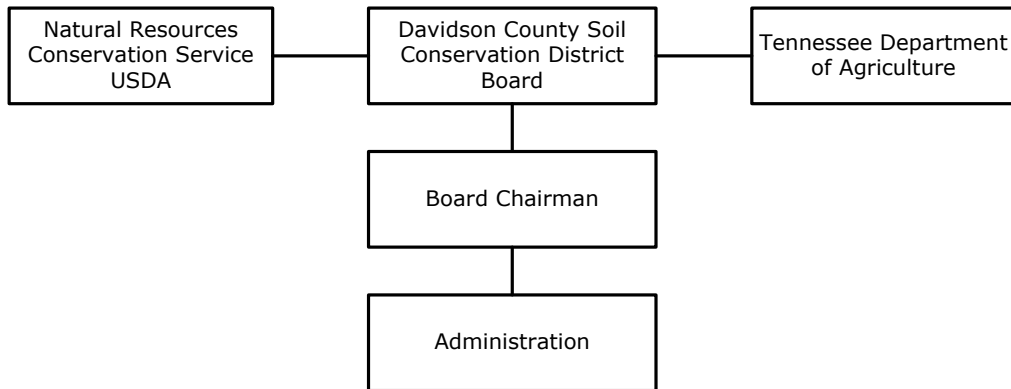 Natural Resources
Conservation Service
USDA
Davidson County Soil
Conservation District
Board
Tennessee Department
of Agriculture
Board Chairman
Administration